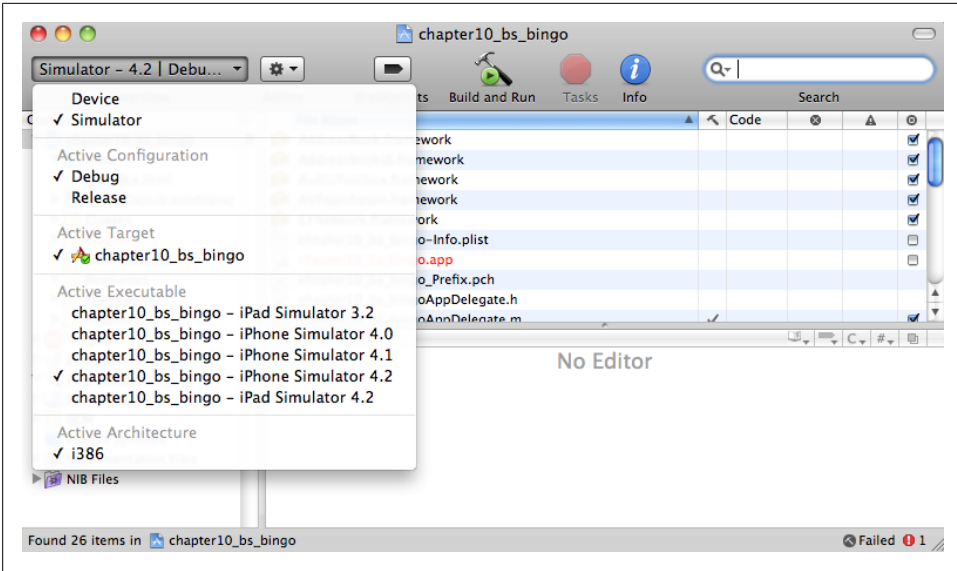 chapter10_bs_bingo
Simulator – 4.2 | Debu...
Build and Run
Tasks
Info
Search
Device
✓ Simulator
Active Configuration
✓ Debug
Release
Active Target
✓ chapter10_bs_bingo
Active Executable
chapter10_bs_bingo – iPad Simulator 3.2
chapter10_bs_bingo – iPhone Simulator 4.0
chapter10_bs_bingo – iPhone Simulator 4.1
✓ chapter10_bs_bingo – iPhone Simulator 4.2
chapter10_bs_bingo – iPad Simulator 4.2
Active Architecture
✓ i386
NIB Files
Code
ework
mework
nework
nework
ork
o-Info.plist
o.app
o_Prefix.pch
oAppDelegate.h
oAppDelegate.m
C
#
No Editor
Found 26 items in chapter10_bs_bingo
Failed
1